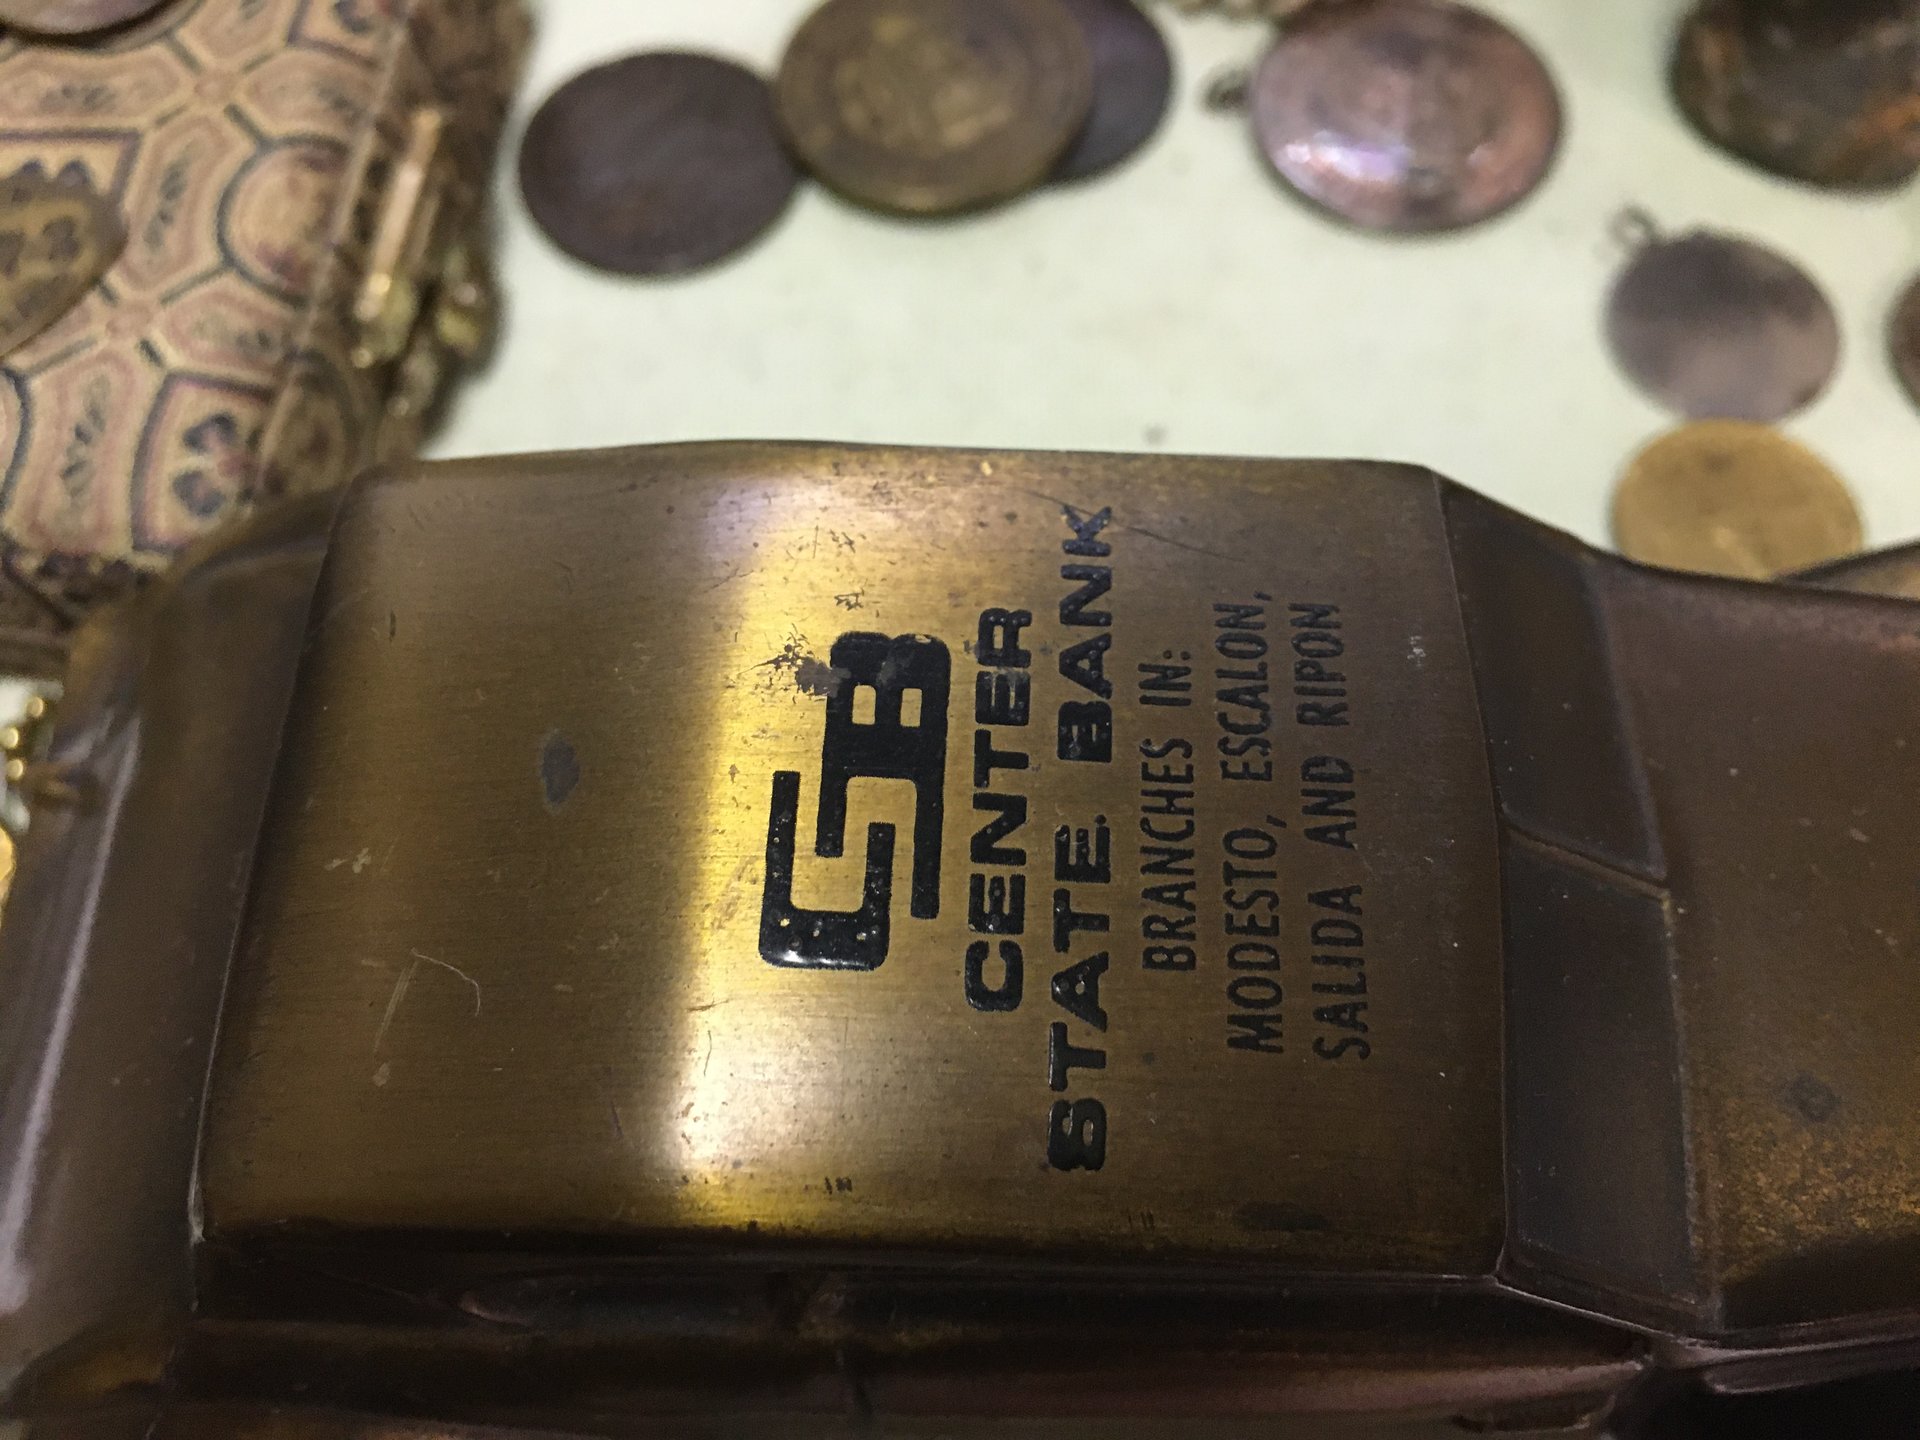 CSB
CENTER
STATE BANK
BRANCHES IN:
MODESTO, ESCALON,
SALIDA AND RIPON